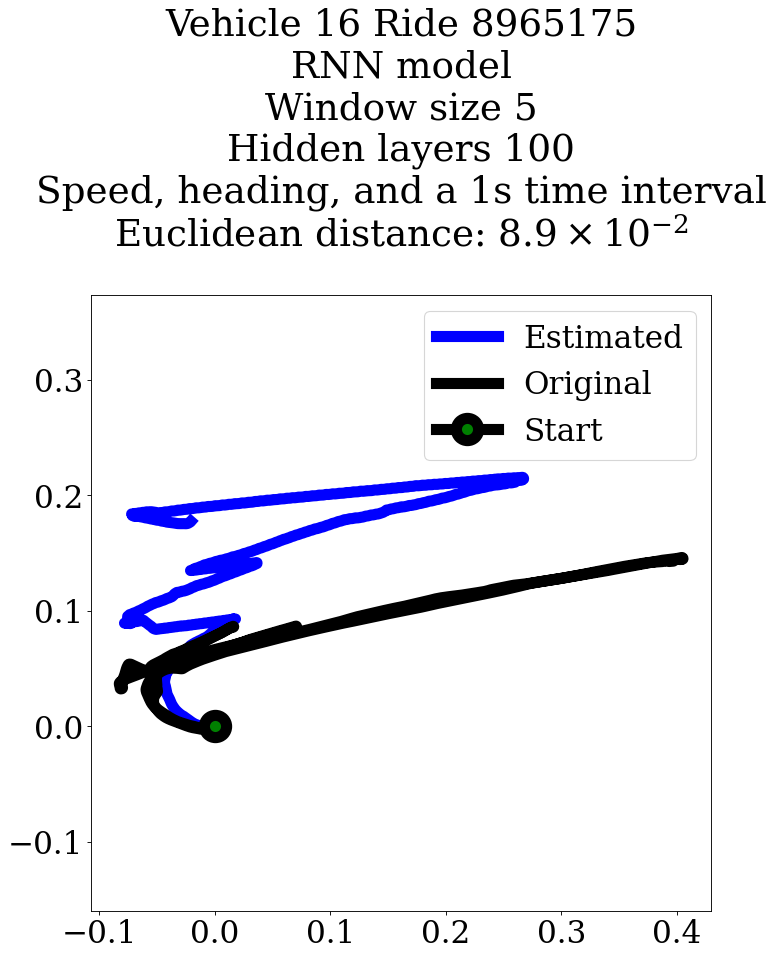 Vehicle 16 Ride 8965175
RNN model
Window size 5
Hidden layers 100
Speed, heading, and a 1s time interval
Euclidean distance: 8.9 × 10⁻²
Estimated
Original
Start
0.3
0.2
0.1
0.0
−0.1
−0.1 0.0 0.1 0.2 0.3 0.4